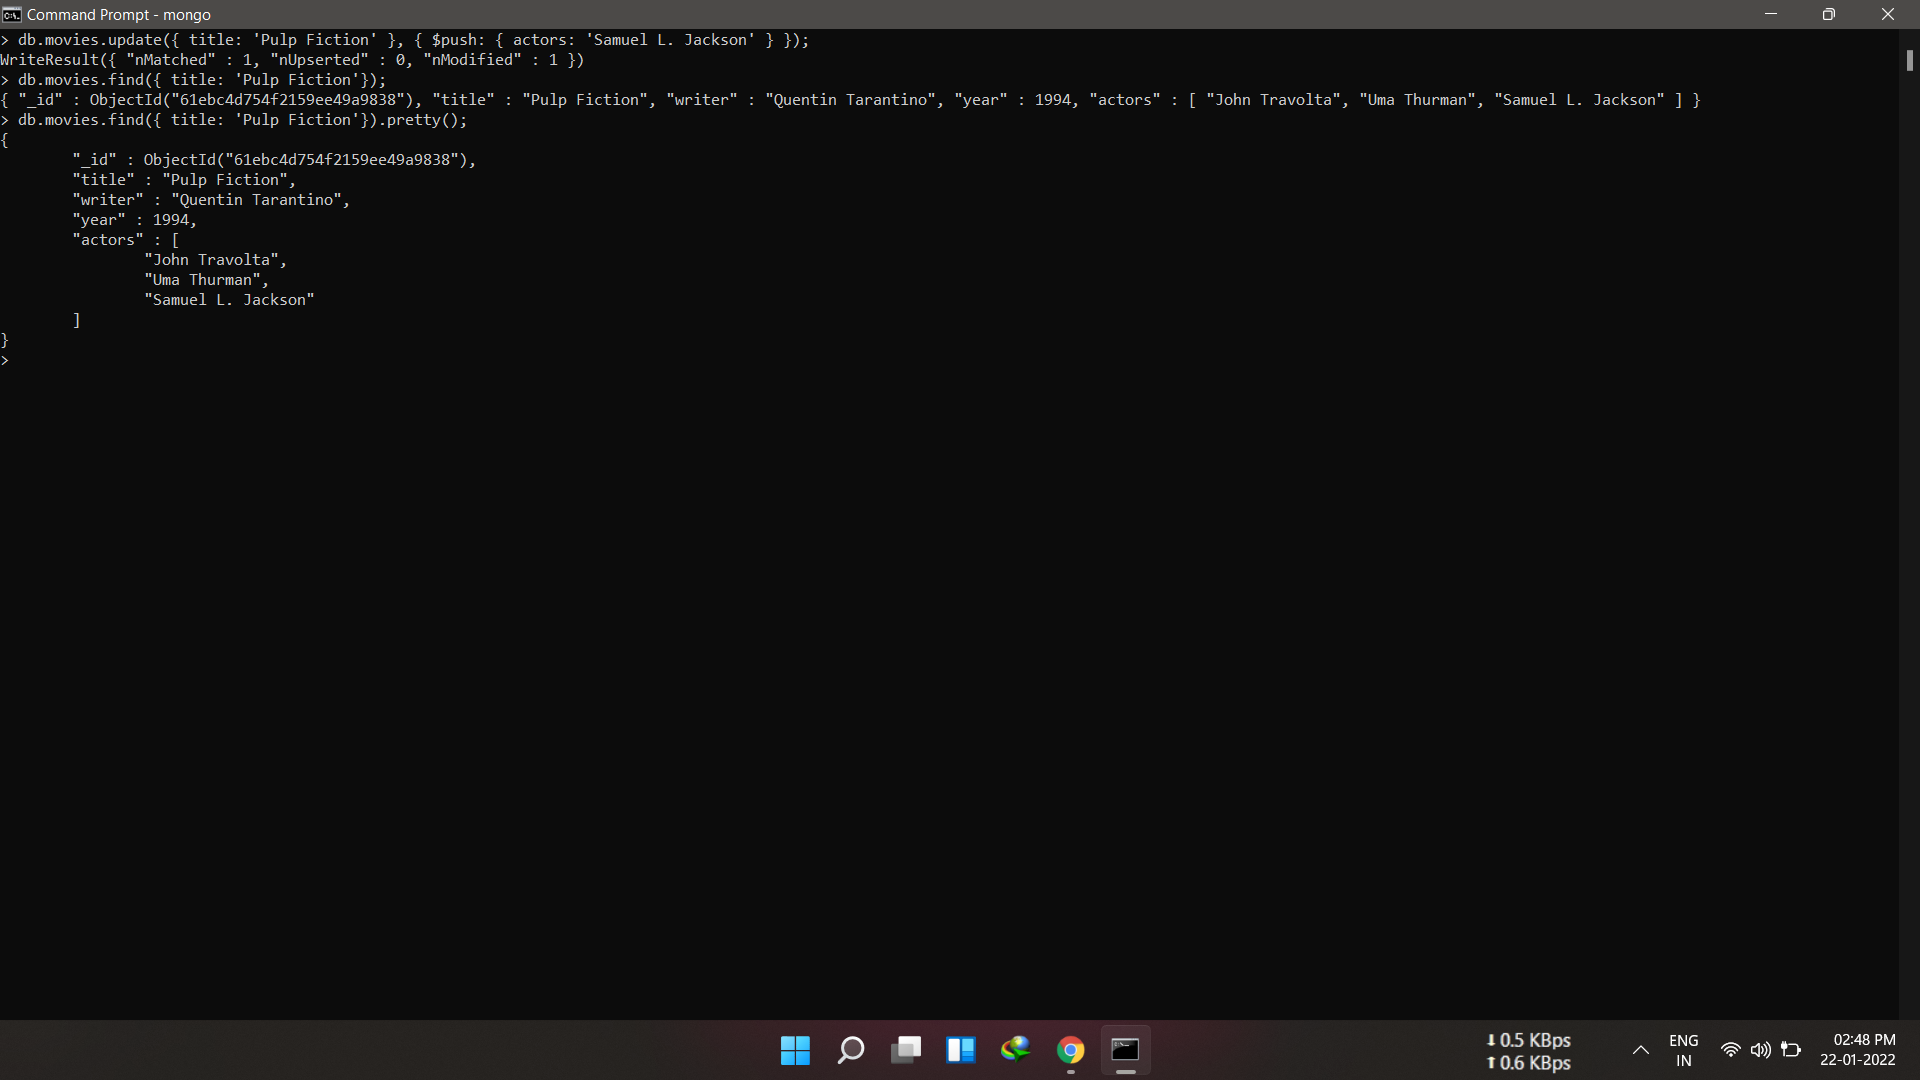 Command Prompt - mongo
> db.movies.update({ title: 'Pulp Fiction' }, { $push: { actors: 'Samuel L. Jackson' } });
WriteResult({ "nMatched" : 1, "nUpserted" : 0, "nModified" : 1 })
> db.movies.find({ title: 'Pulp Fiction'});
{ "_id" : ObjectId("61ebc4d754f2159ee49a9838"), "title" : "Pulp Fiction", "writer" : "Quentin Tarantino", "year" : 1994, "actors" : [ "John Travolta", "Uma Thurman", "Samuel L. Jackson" ] }
> db.movies.find({ title: 'Pulp Fiction'}).pretty();
{
        "_id" : ObjectId("61ebc4d754f2159ee49a9838"),
        "title" : "Pulp Fiction",
        "writer" : "Quentin Tarantino",
        "year" : 1994,
        "actors" : [
                "John Travolta",
                "Uma Thurman",
                "Samuel L. Jackson"
        ]
}
>
0.5 KBps
0.6 KBps
ENG
IN
02:48 PM
22-01-2022